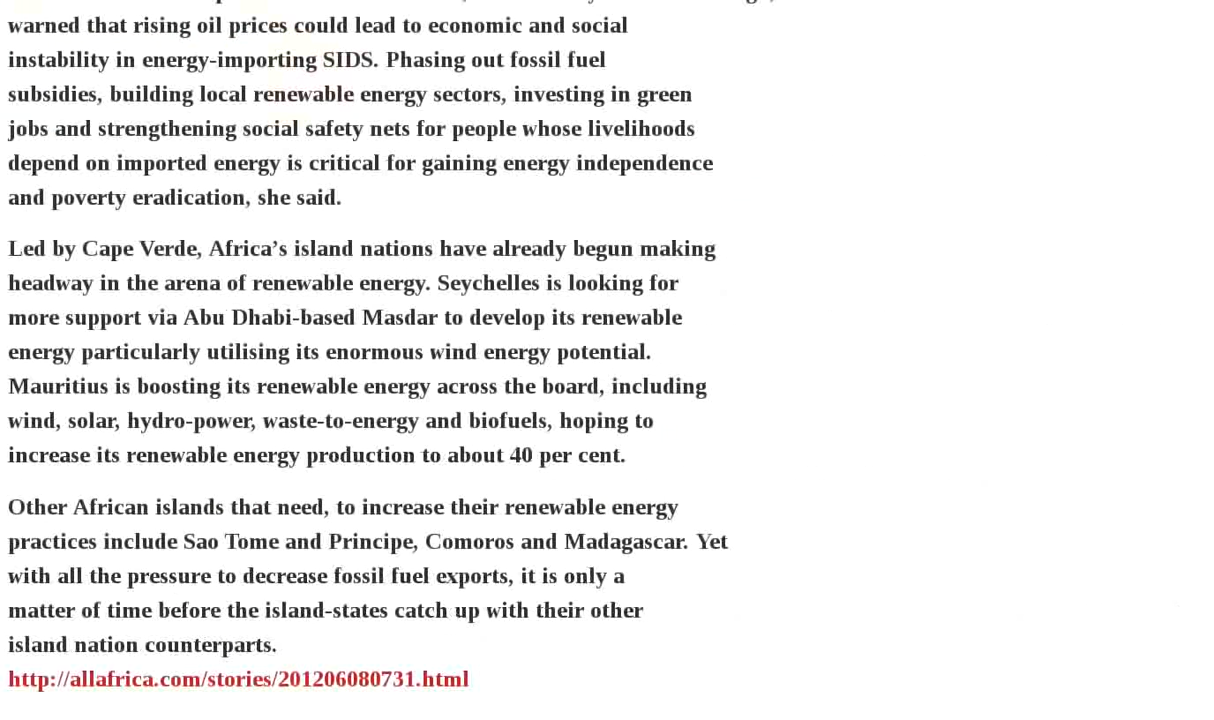 warned that rising oil prices could lead to economic and social
instability in energy-importing SIDS. Phasing out fossil fuel
subsidies, building local renewable energy sectors, investing in green
jobs and strengthening social safety nets for people whose livelihoods
depend on imported energy is critical for gaining energy independence
and poverty eradication, she said.
Led by Cape Verde, Africa’s island nations have already begun making
headway in the arena of renewable energy. Seychelles is looking for
more support via Abu Dhabi-based Masdar to develop its renewable
energy particularly utilising its enormous wind energy potential.
Mauritius is boosting its renewable energy across the board, including
wind, solar, hydro-power, waste-to-energy and biofuels, hoping to
increase its renewable energy production to about 40 per cent.
Other African islands that need, to increase their renewable energy
practices include Sao Tome and Principe, Comoros and Madagascar. Yet
with all the pressure to decrease fossil fuel exports, it is only a
matter of time before the island-states catch up with their other
island nation counterparts.
http://allafrica.com/stories/201206080731.html